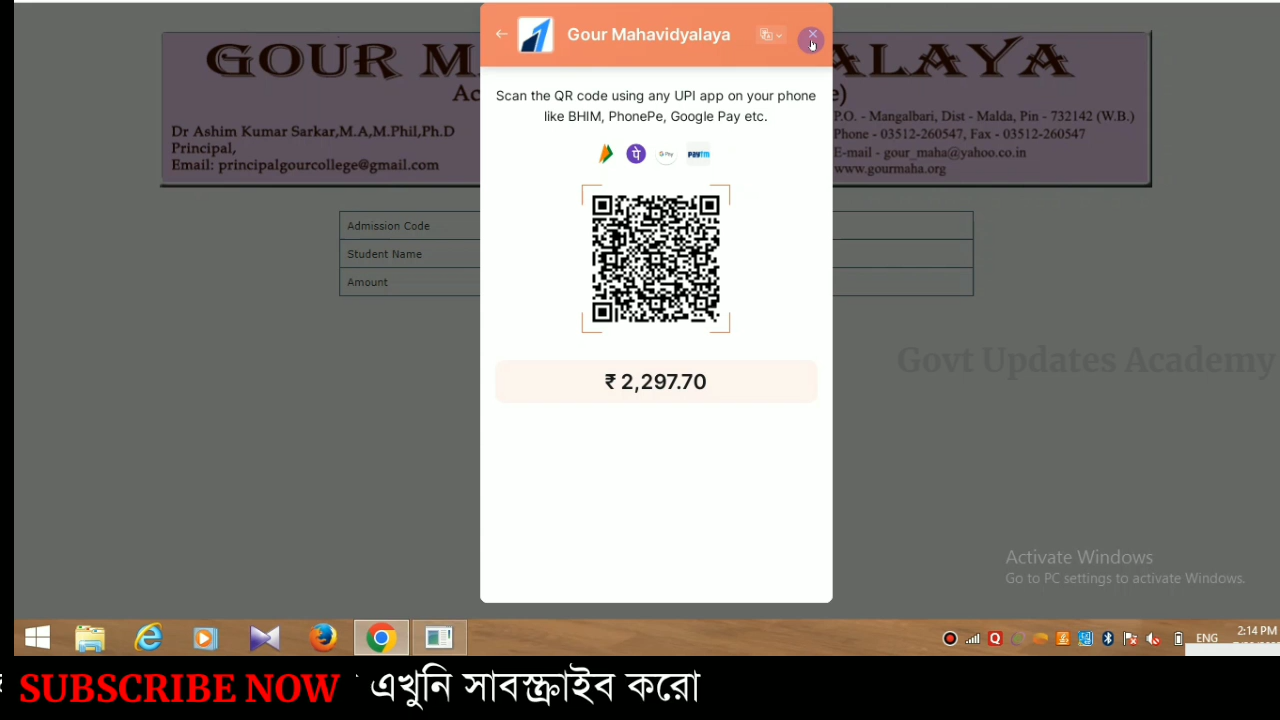 Gour Mahavidyalaya
GOUR M
ALAYA
Ac
e)
Dr Ashim Kumar Sarkar,M.A,M.Phil,Ph.D
Principal,
Email: principalgourcollege@gmail.com
P.O. - Mangalbari, Dist - Malda, Pin - 732142 (W.B.)
Phone - 03512-260547, Fax - 03512-260547
E-mail - gour_maha@yahoo.co.in
www.gourmaha.org
Scan the QR code using any UPI app on your phone
like BHIM, PhonePe, Google Pay etc.
पे
G Pay
paytm
Admission Code
Student Name
Amount
₹ 2,297.70
Govt Updates Academy
Activate Windows
Go to PC settings to activate Windows.
ENG
2:14 PM
SUBSCRIBE NOW
এখুনি সাবস্ক্রাইব করো